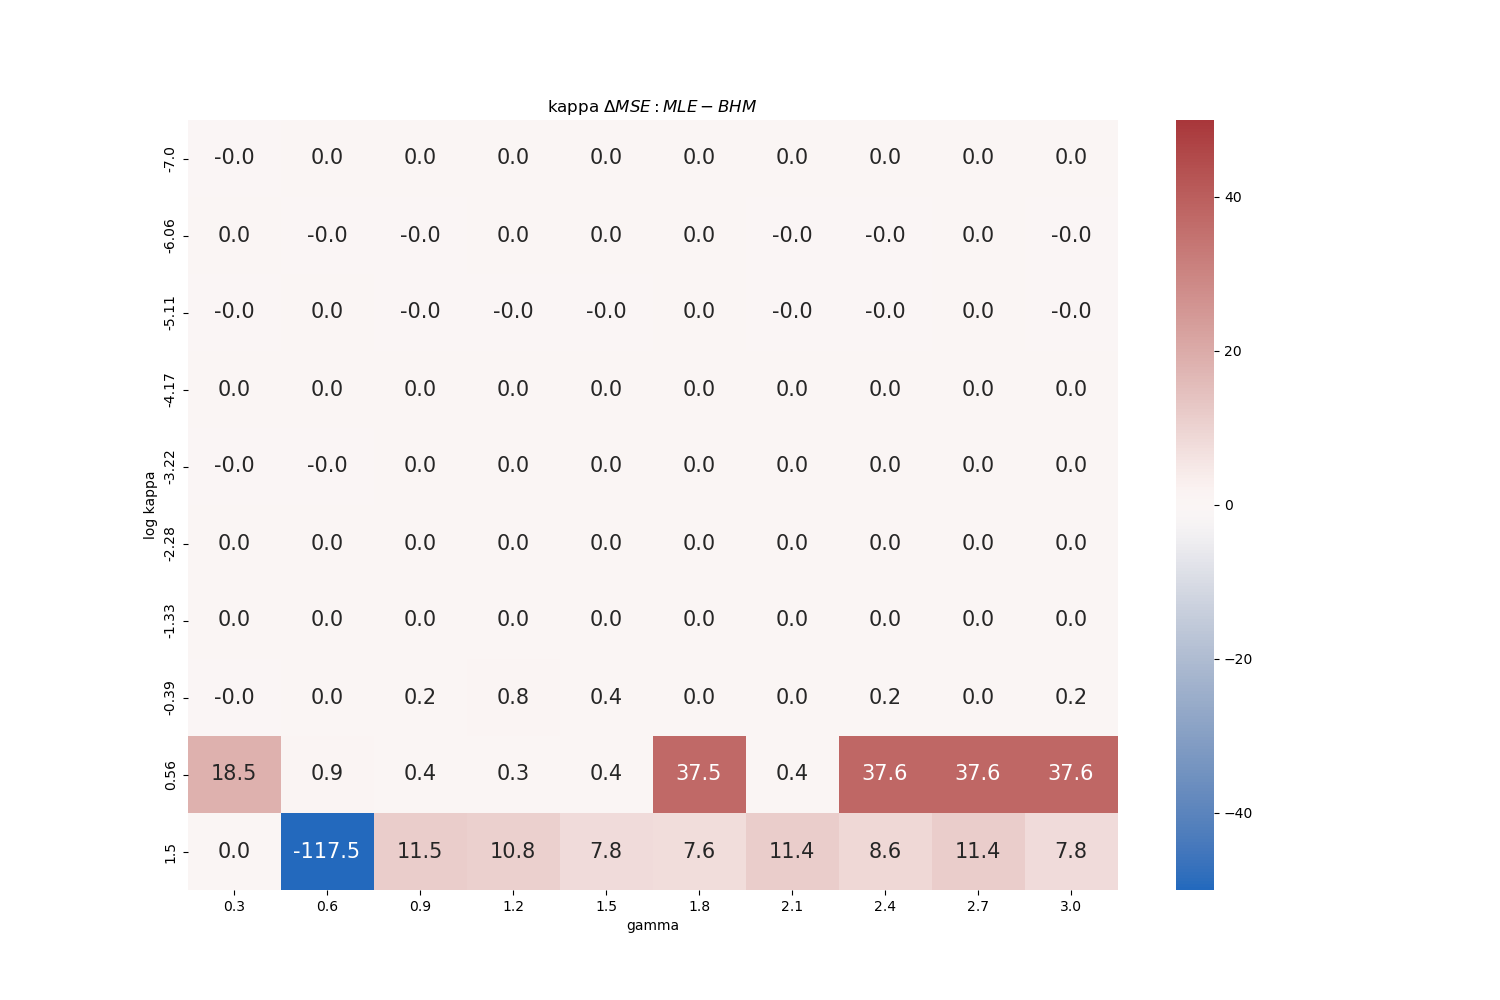 kappa ΔMSE : MLE − BHM
-7.0 -0.0 0.0 0.0 0.0 0.0 0.0 0.0 0.0 0.0 0.0
-6.06 0.0 -0.0 -0.0 0.0 0.0 0.0 -0.0 -0.0 0.0 -0.0
-5.11 -0.0 0.0 -0.0 -0.0 -0.0 0.0 -0.0 -0.0 0.0 -0.0
-4.17 0.0 0.0 0.0 0.0 0.0 0.0 0.0 0.0 0.0 0.0
-3.22 -0.0 -0.0 0.0 0.0 0.0 0.0 0.0 0.0 0.0 0.0
-2.28 0.0 0.0 0.0 0.0 0.0 0.0 0.0 0.0 0.0 0.0
-1.33 0.0 0.0 0.0 0.0 0.0 0.0 0.0 0.0 0.0 0.0
-0.39 -0.0 0.0 0.2 0.8 0.4 0.0 0.0 0.2 0.0 0.2
0.56 18.5 0.9 0.4 0.3 0.4 37.5 0.4 37.6 37.6 37.6
1.5 0.0 -117.5 11.5 10.8 7.8 7.6 11.4 8.6 11.4 7.8
0.3 0.6 0.9 1.2 1.5 1.8 2.1 2.4 2.7 3.0
gamma
log kappa
40
20
0
−20
−40